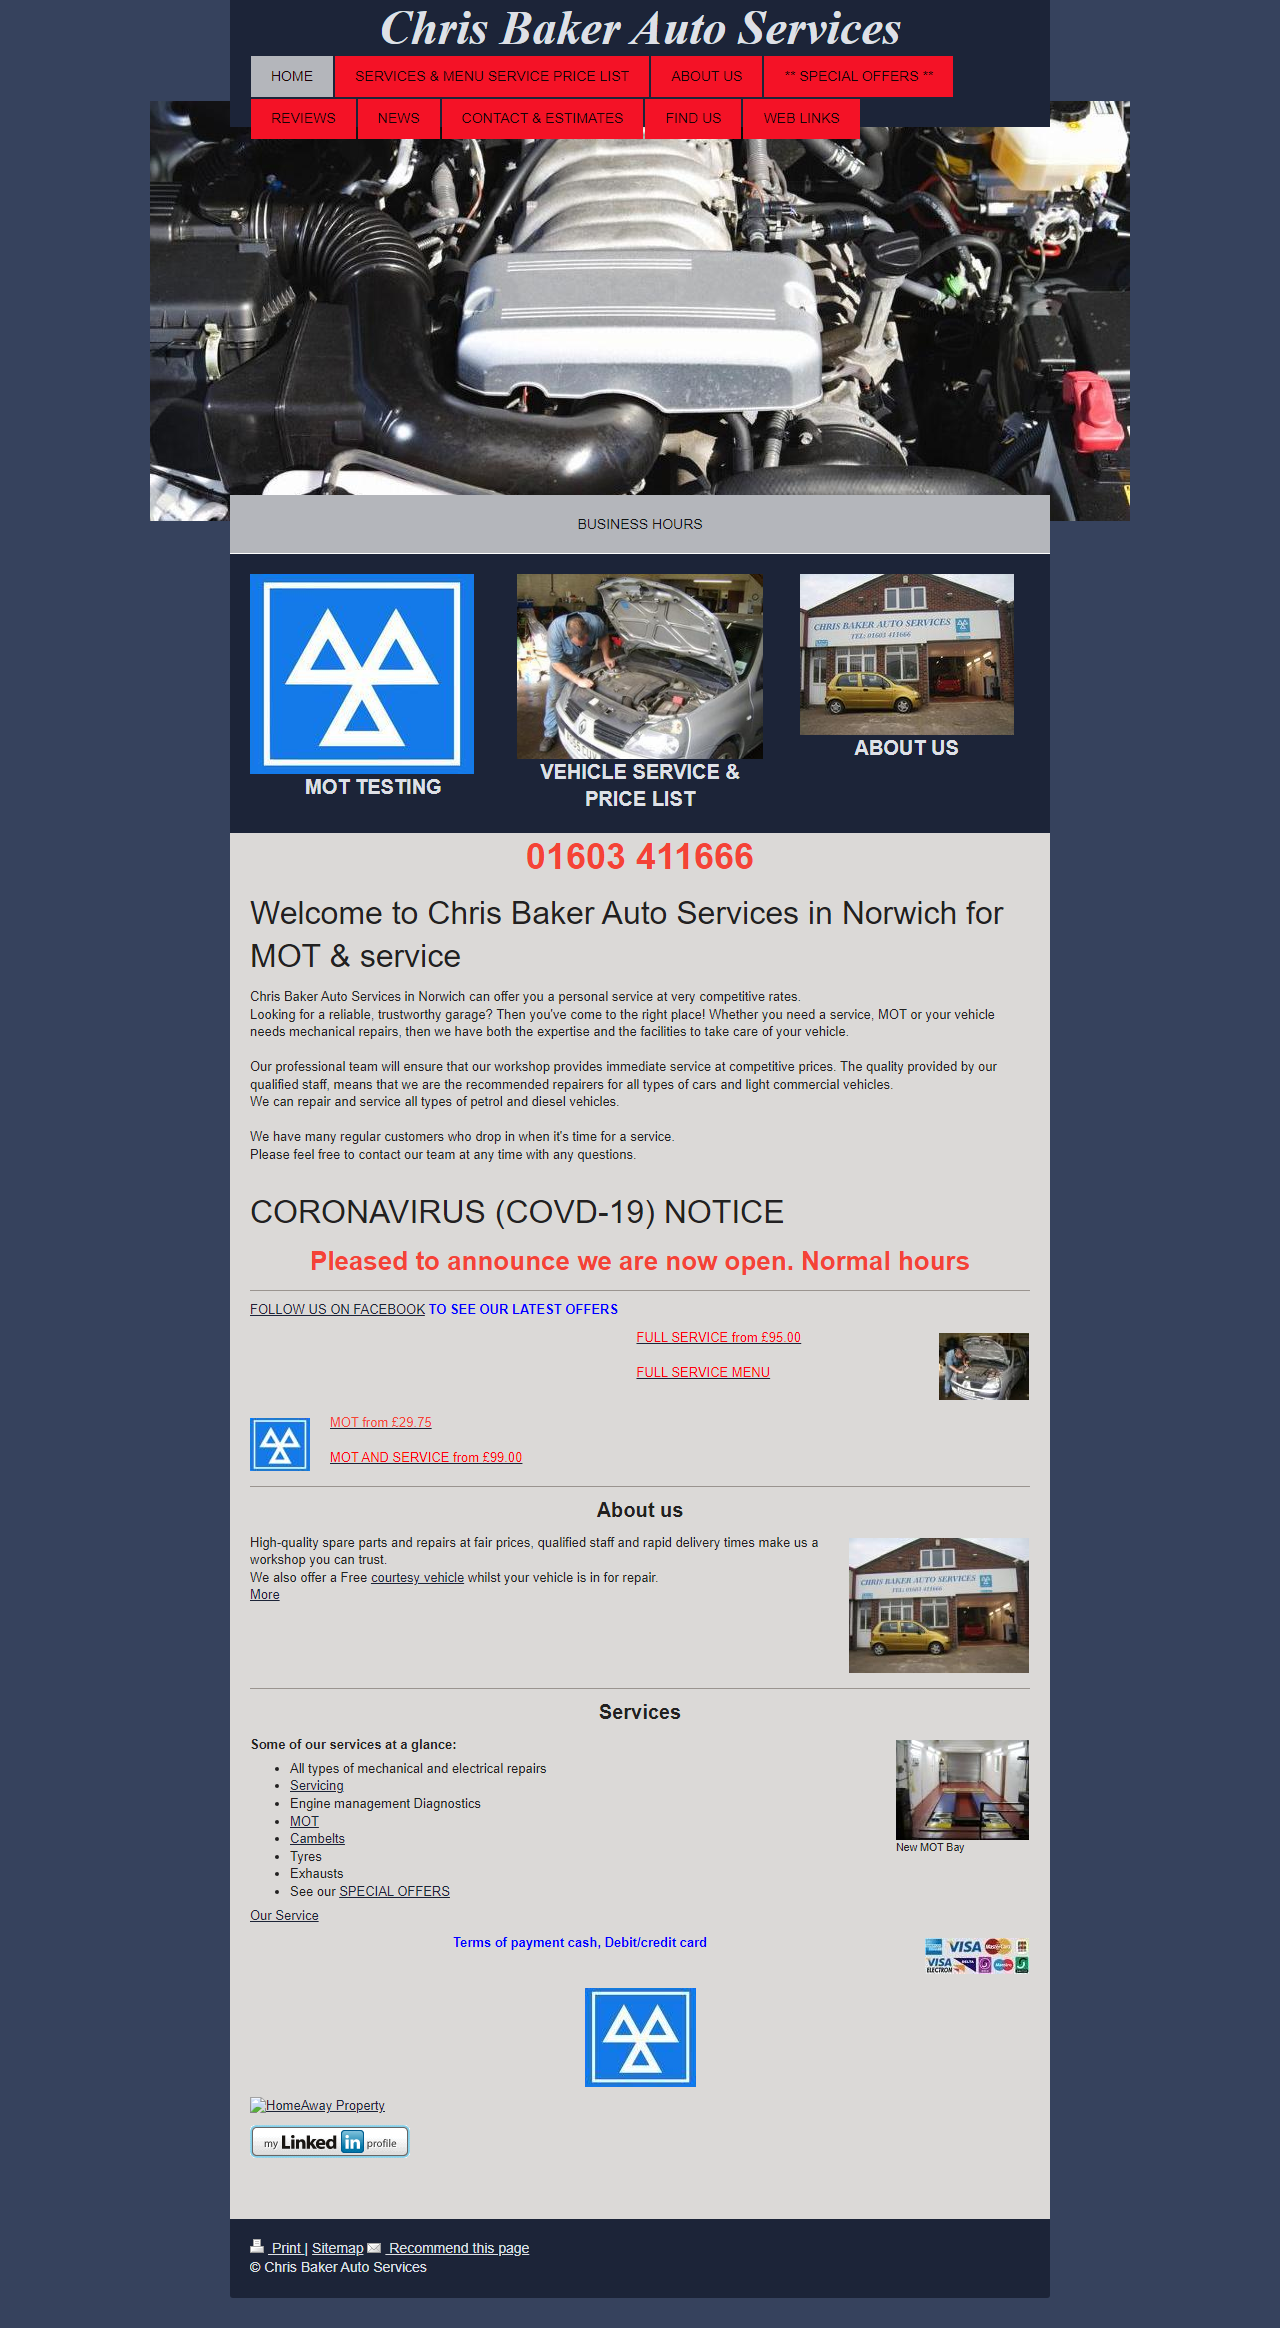 Chris Baker Auto Services
HOME
SERVICES & MENU SERVICE PRICE LIST
ABOUT US
** SPECIAL OFFERS **
REVIEWS
NEWS
CONTACT & ESTIMATES
FIND US
WEB LINKS
BUSINESS HOURS
CHRIS BAKER AUTO SERVICES
TEL: 01603 411666
MOT TESTING
VEHICLE SERVICE &
PRICE LIST
ABOUT US
01603 411666
Welcome to Chris Baker Auto Services in Norwich for
MOT & service
Chris Baker Auto Services in Norwich can offer you a personal service at very competitive rates.
Looking for a reliable, trustworthy garage? Then you've come to the right place! Whether you need a service, MOT or your vehicle
needs mechanical repairs, then we have both the expertise and the facilities to take care of your vehicle.
Our professional team will ensure that our workshop provides immediate service at competitive prices. The quality provided by our
qualified staff, means that we are the recommended repairers for all types of cars and light commercial vehicles.
We can repair and service all types of petrol and diesel vehicles.
We have many regular customers who drop in when it's time for a service.
Please feel free to contact our team at any time with any questions.
CORONAVIRUS (COVD-19) NOTICE
Pleased to announce we are now open. Normal hours
FOLLOW US ON FACEBOOK TO SEE OUR LATEST OFFERS
FULL SERVICE from £95.00
FULL SERVICE MENU
MOT from £29.75
MOT AND SERVICE from £99.00
About us
High-quality spare parts and repairs at fair prices, qualified staff and rapid delivery times make us a
workshop you can trust.
We also offer a Free courtesy vehicle whilst your vehicle is in for repair.
More
CHRIS BAKER AUTO SERVICES
TEL: 01603 411666
Services
Some of our services at a glance:
All types of mechanical and electrical repairs
Servicing
Engine management Diagnostics
MOT
Cambelts
Tyres
Exhausts
See our SPECIAL OFFERS
New MOT Bay
Our Service
Terms of payment cash, Debit/credit card
VISA
MasterCard
VISA
ELECTRON
DELTA
Maestro
HomeAway Property
my Linked in profile
Print | Sitemap Recommend this page
© Chris Baker Auto Services